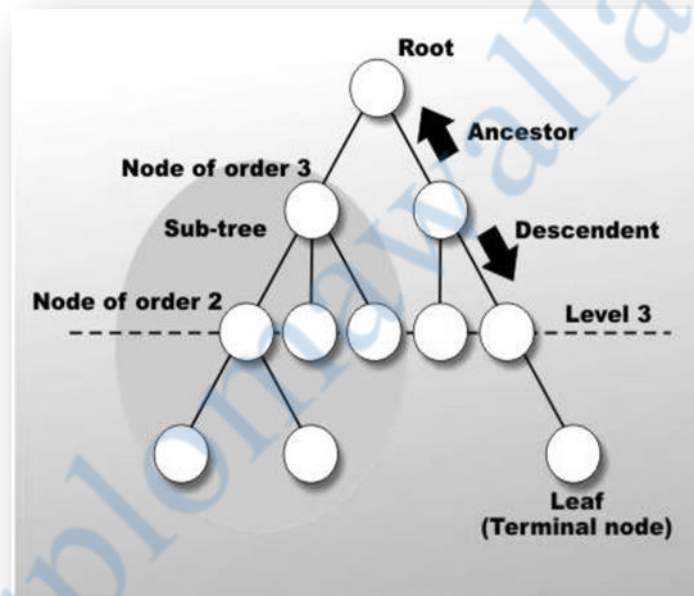 Root
Ancestor
Node of order 3
Sub-tree
Descendent
Node of order 2
Level 3
Leaf
(Terminal node)